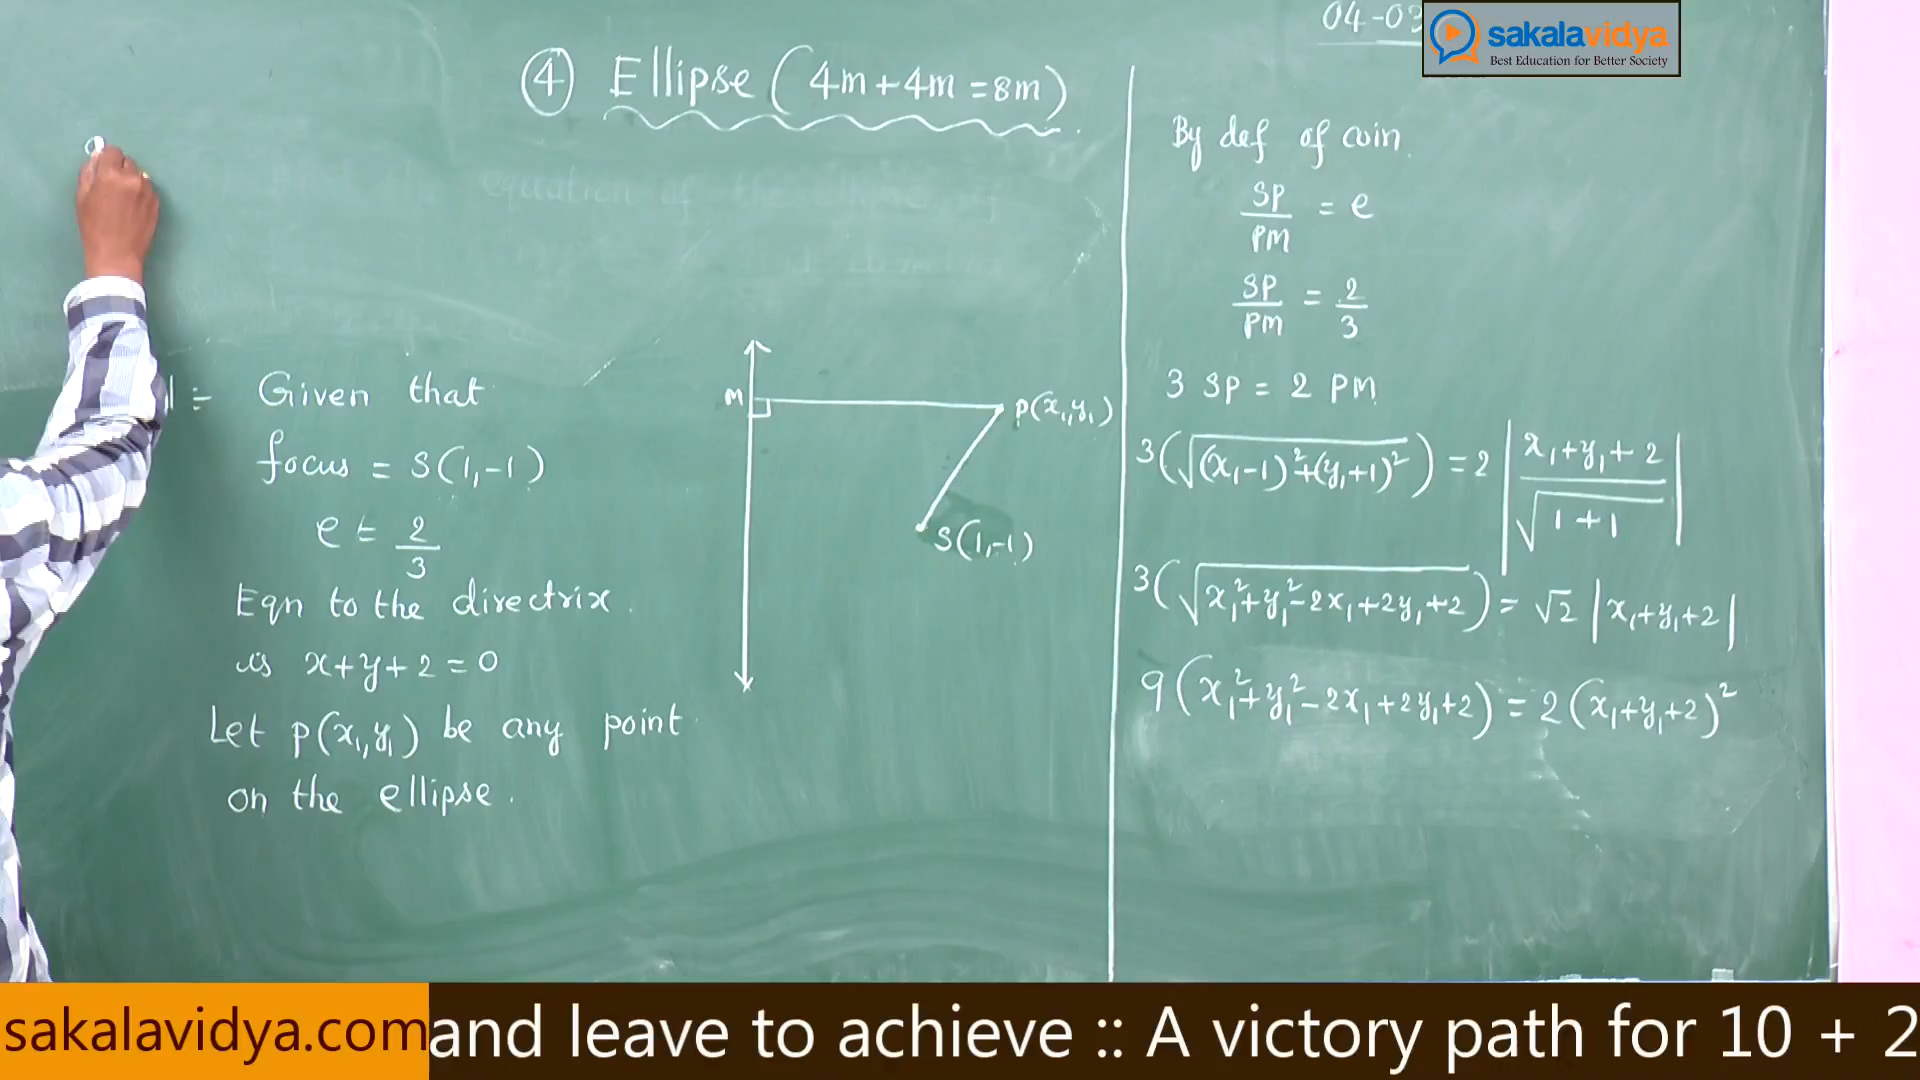 04-03
sakalavidya
Best Education for Better Society
④ Ellipse (4m+4m=8m)
equation of the ellipse if
l :- Given that
focus = S(1,-1)
e = 2/3
Eqn to the directrix
is x+y+2=0
Let p(x₁,y₁) be any point
on the ellipse.
M
P(x₁,y₁)
S(1,-1)
By def of coin
SP/PM = e
SP/PM = 2/3
3 SP = 2 PM
3(√(x₁-1)²+(y₁+1)²) = 2 |x₁+y₁+2/√1+1|
3(√x₁²+y₁²-2x₁+2y₁+2) = √2 |x₁+y₁+2|
9(x₁²+y₁²-2x₁+2y₁+2) = 2(x₁+y₁+2)²
sakalavidya.com and leave to achieve :: A victory path for 10 + 2